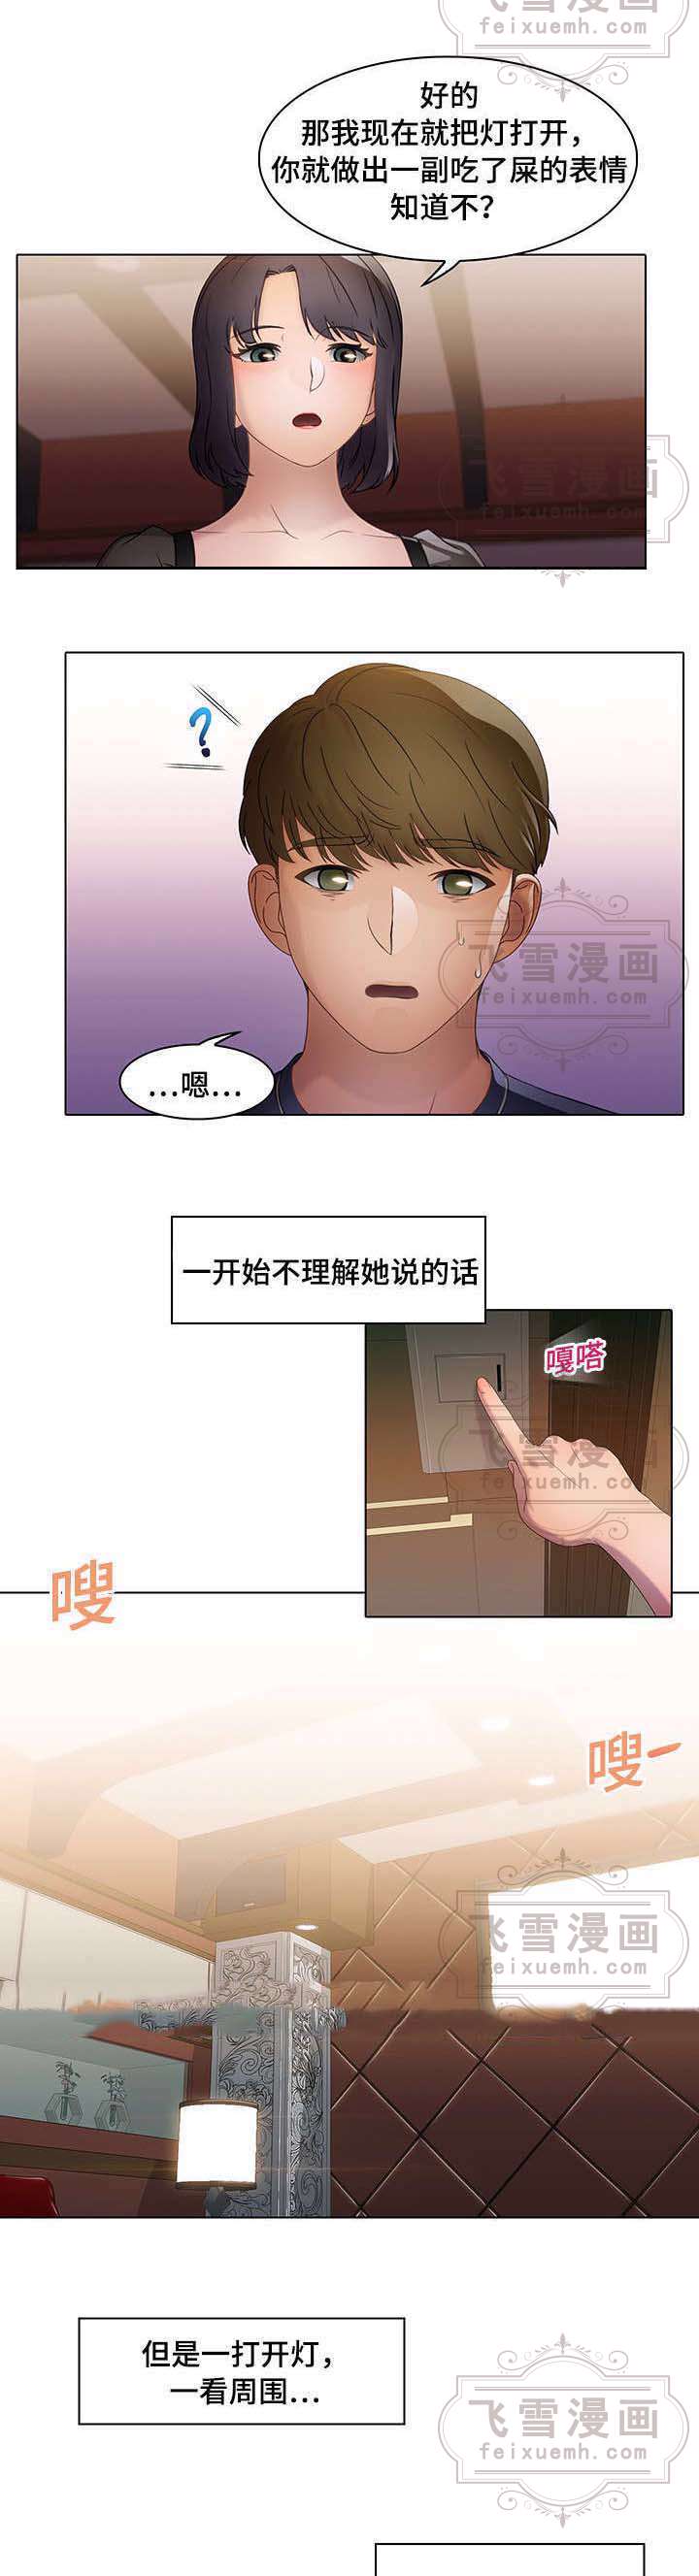 feixuemh.com
好的
那我现在就把灯打开，
你就做出一副吃了屎的表情
知道不？
飞雪漫画
feixuemh.com
?
飞雪漫画
feixuemh.com
...嗯...
一开始不理解她说的话
嘎嗒
飞雪漫画
feixuemh.com
嗖
嗖一
飞雪漫画
feixuemh.com
但是一打开灯，
一看周围...
飞雪漫画
feixuemh.com